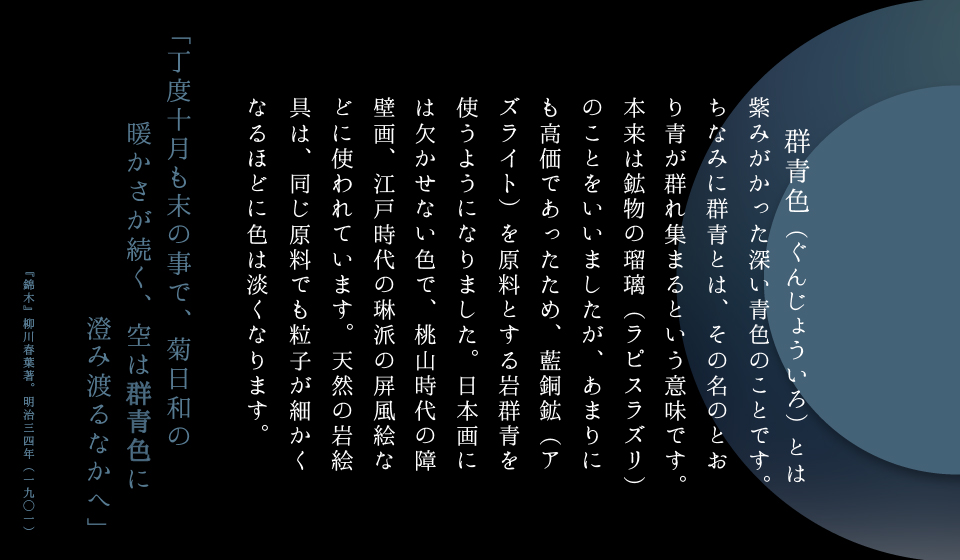 群青色（ぐんじょういろ）とは
紫みがかった深い青色のことです。
ちなみに群青とは、その名のとお
り青が群れ集まるという意味です。
本来は鉱物の瑠璃（ラピスラズリ）
のことをいいましたが、あまりに
も高価であったため、藍銅鉱（ア
ズライト）を原料とする岩群青を
使うようになりました。日本画に
は欠かせない色で、桃山時代の障
壁画、江戸時代の琳派の屏風絵な
どに使われています。天然の岩絵
具は、同じ原料でも粒子が細かく
なるほどに色は淡くなります。
「丁度十月も末の事で、菊日和の
暖かさが続く、空は群青色に
澄み渡るなかへ」
『錦木』柳川春葉著。明治三四年（一九〇一）